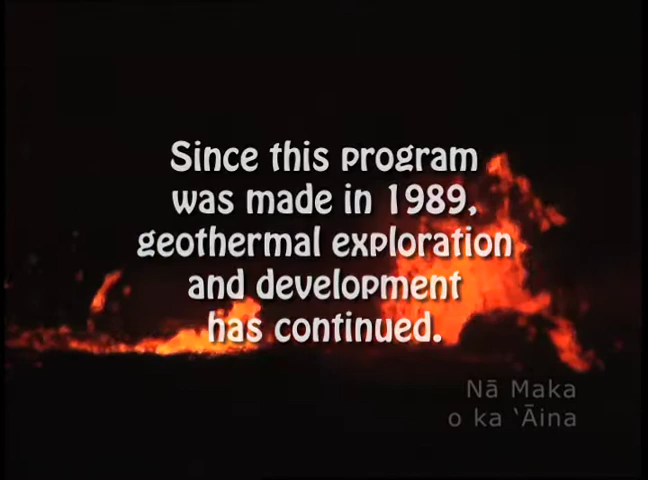 Since this program
was made in 1989,
geothermal exploration
and development
has continued.
Nā Maka
o ka ʻĀina